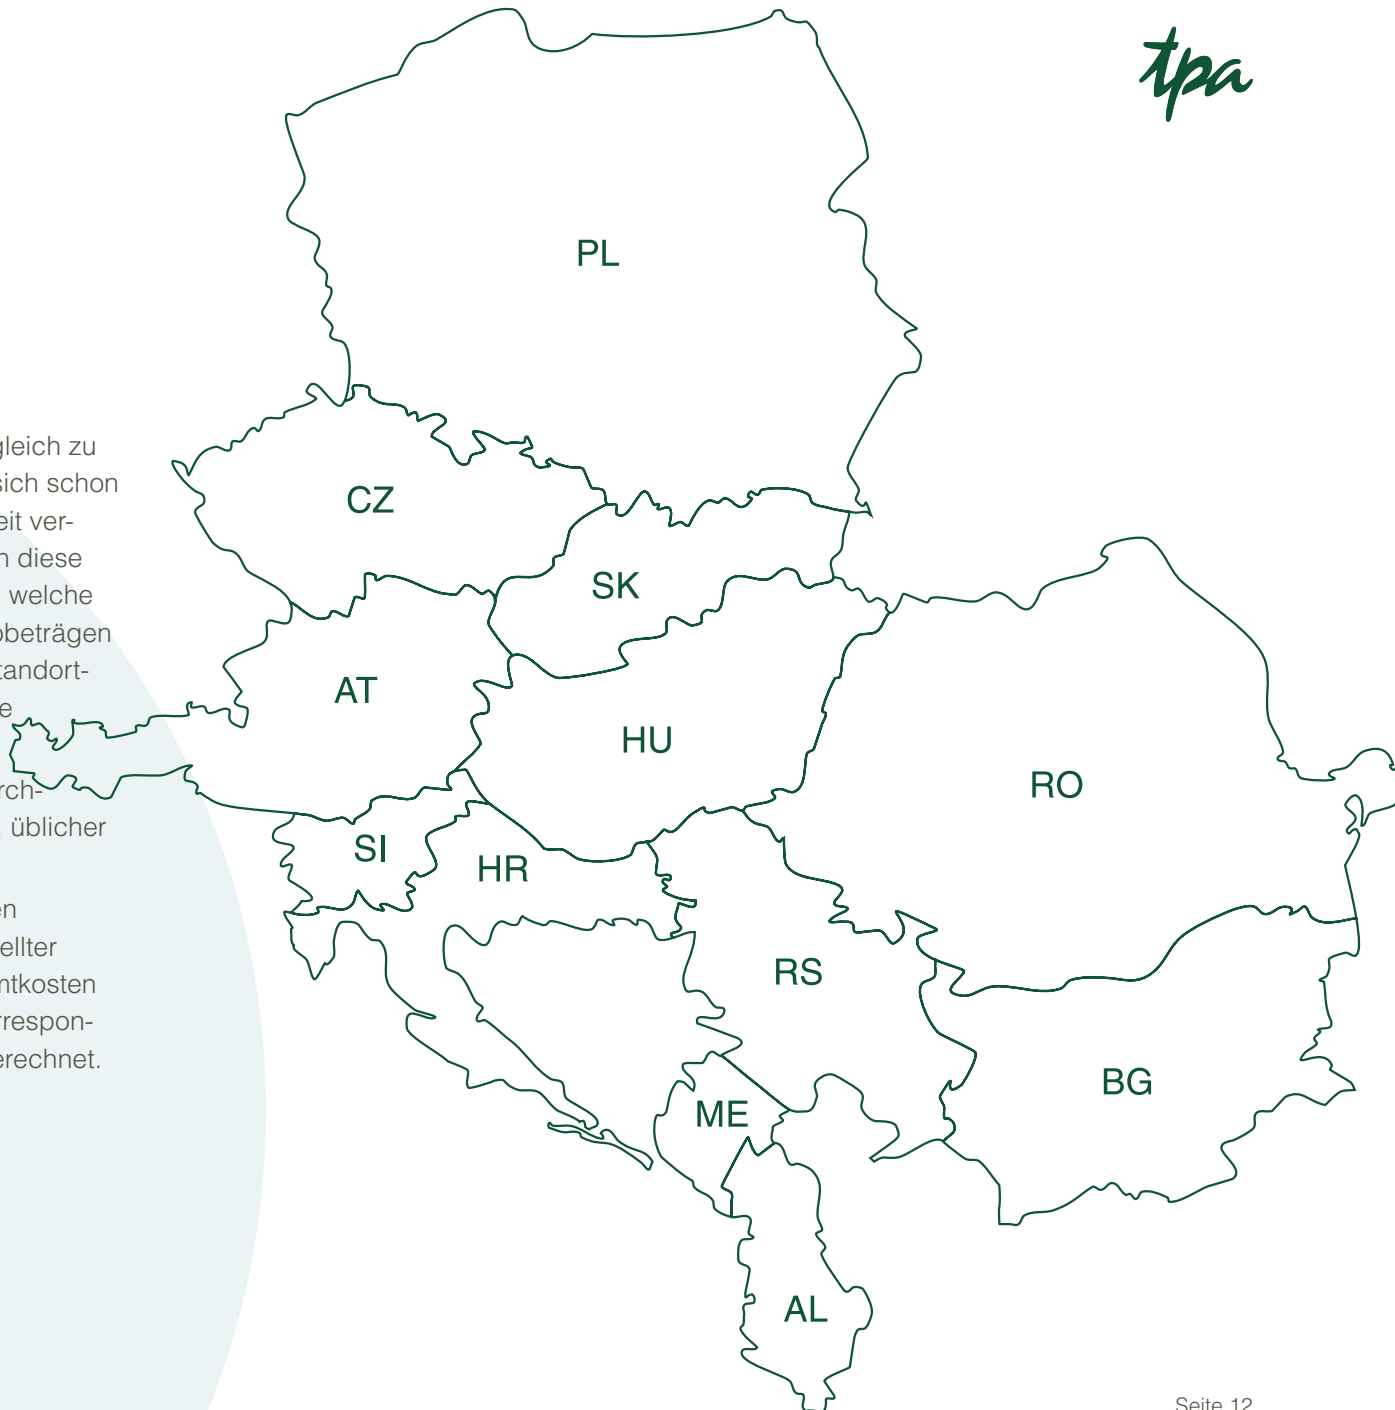 tpa
PL
gleich zu
sich schon
CZ
eit ver-
n diese
SK
welche
obeträgen
tandort-
AT
e
HU
RO
rch-
üblicher
SI
HR
en
ellter
RS
ntkosten
rrespon-
erechnet.
BG
ME
AL
Seite 12